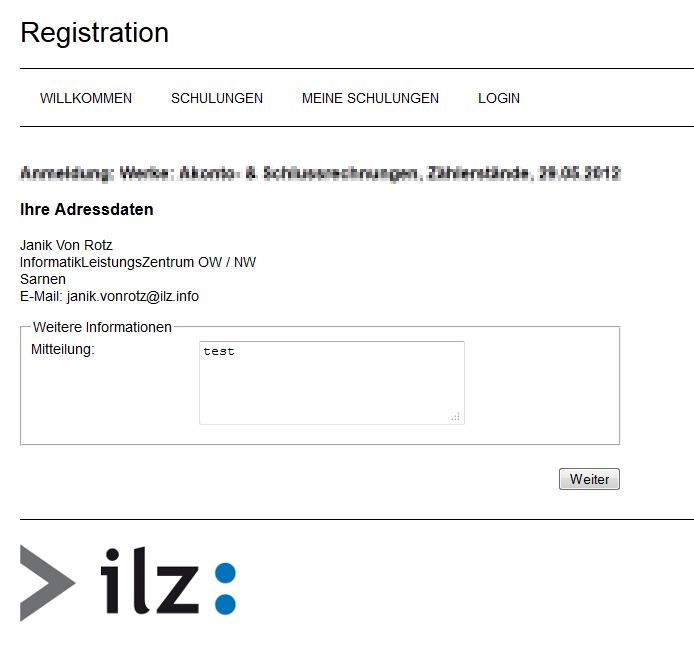 Registration
WILLKOMMEN SCHULUNGEN MEINE SCHULUNGEN LOGIN
Anmeldung: Werke: Akonto- & Schlussrechnungen, Zählerstände, 29.05.2012
Ihre Adressdaten
Janik Von Rotz
InformatikLeistungsZentrum OW / NW
Sarnen
E-Mail: janik.vonrotz@ilz.info
Weitere Informationen
Mitteilung: test
Weiter
ilz: